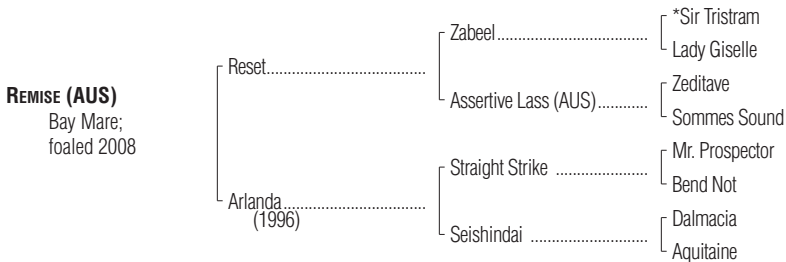 *Sir Tristram
Zabeel
Lady Giselle
Reset
Zeditave
Assertive Lass (AUS)
Sommes Sound
REMISE (AUS)
Bay Mare;
foaled 2008
Mr. Prospector
Straight Strike
Bend Not
Arlanda
(1996)
Dalmacia
Seishindai
Aquitaine